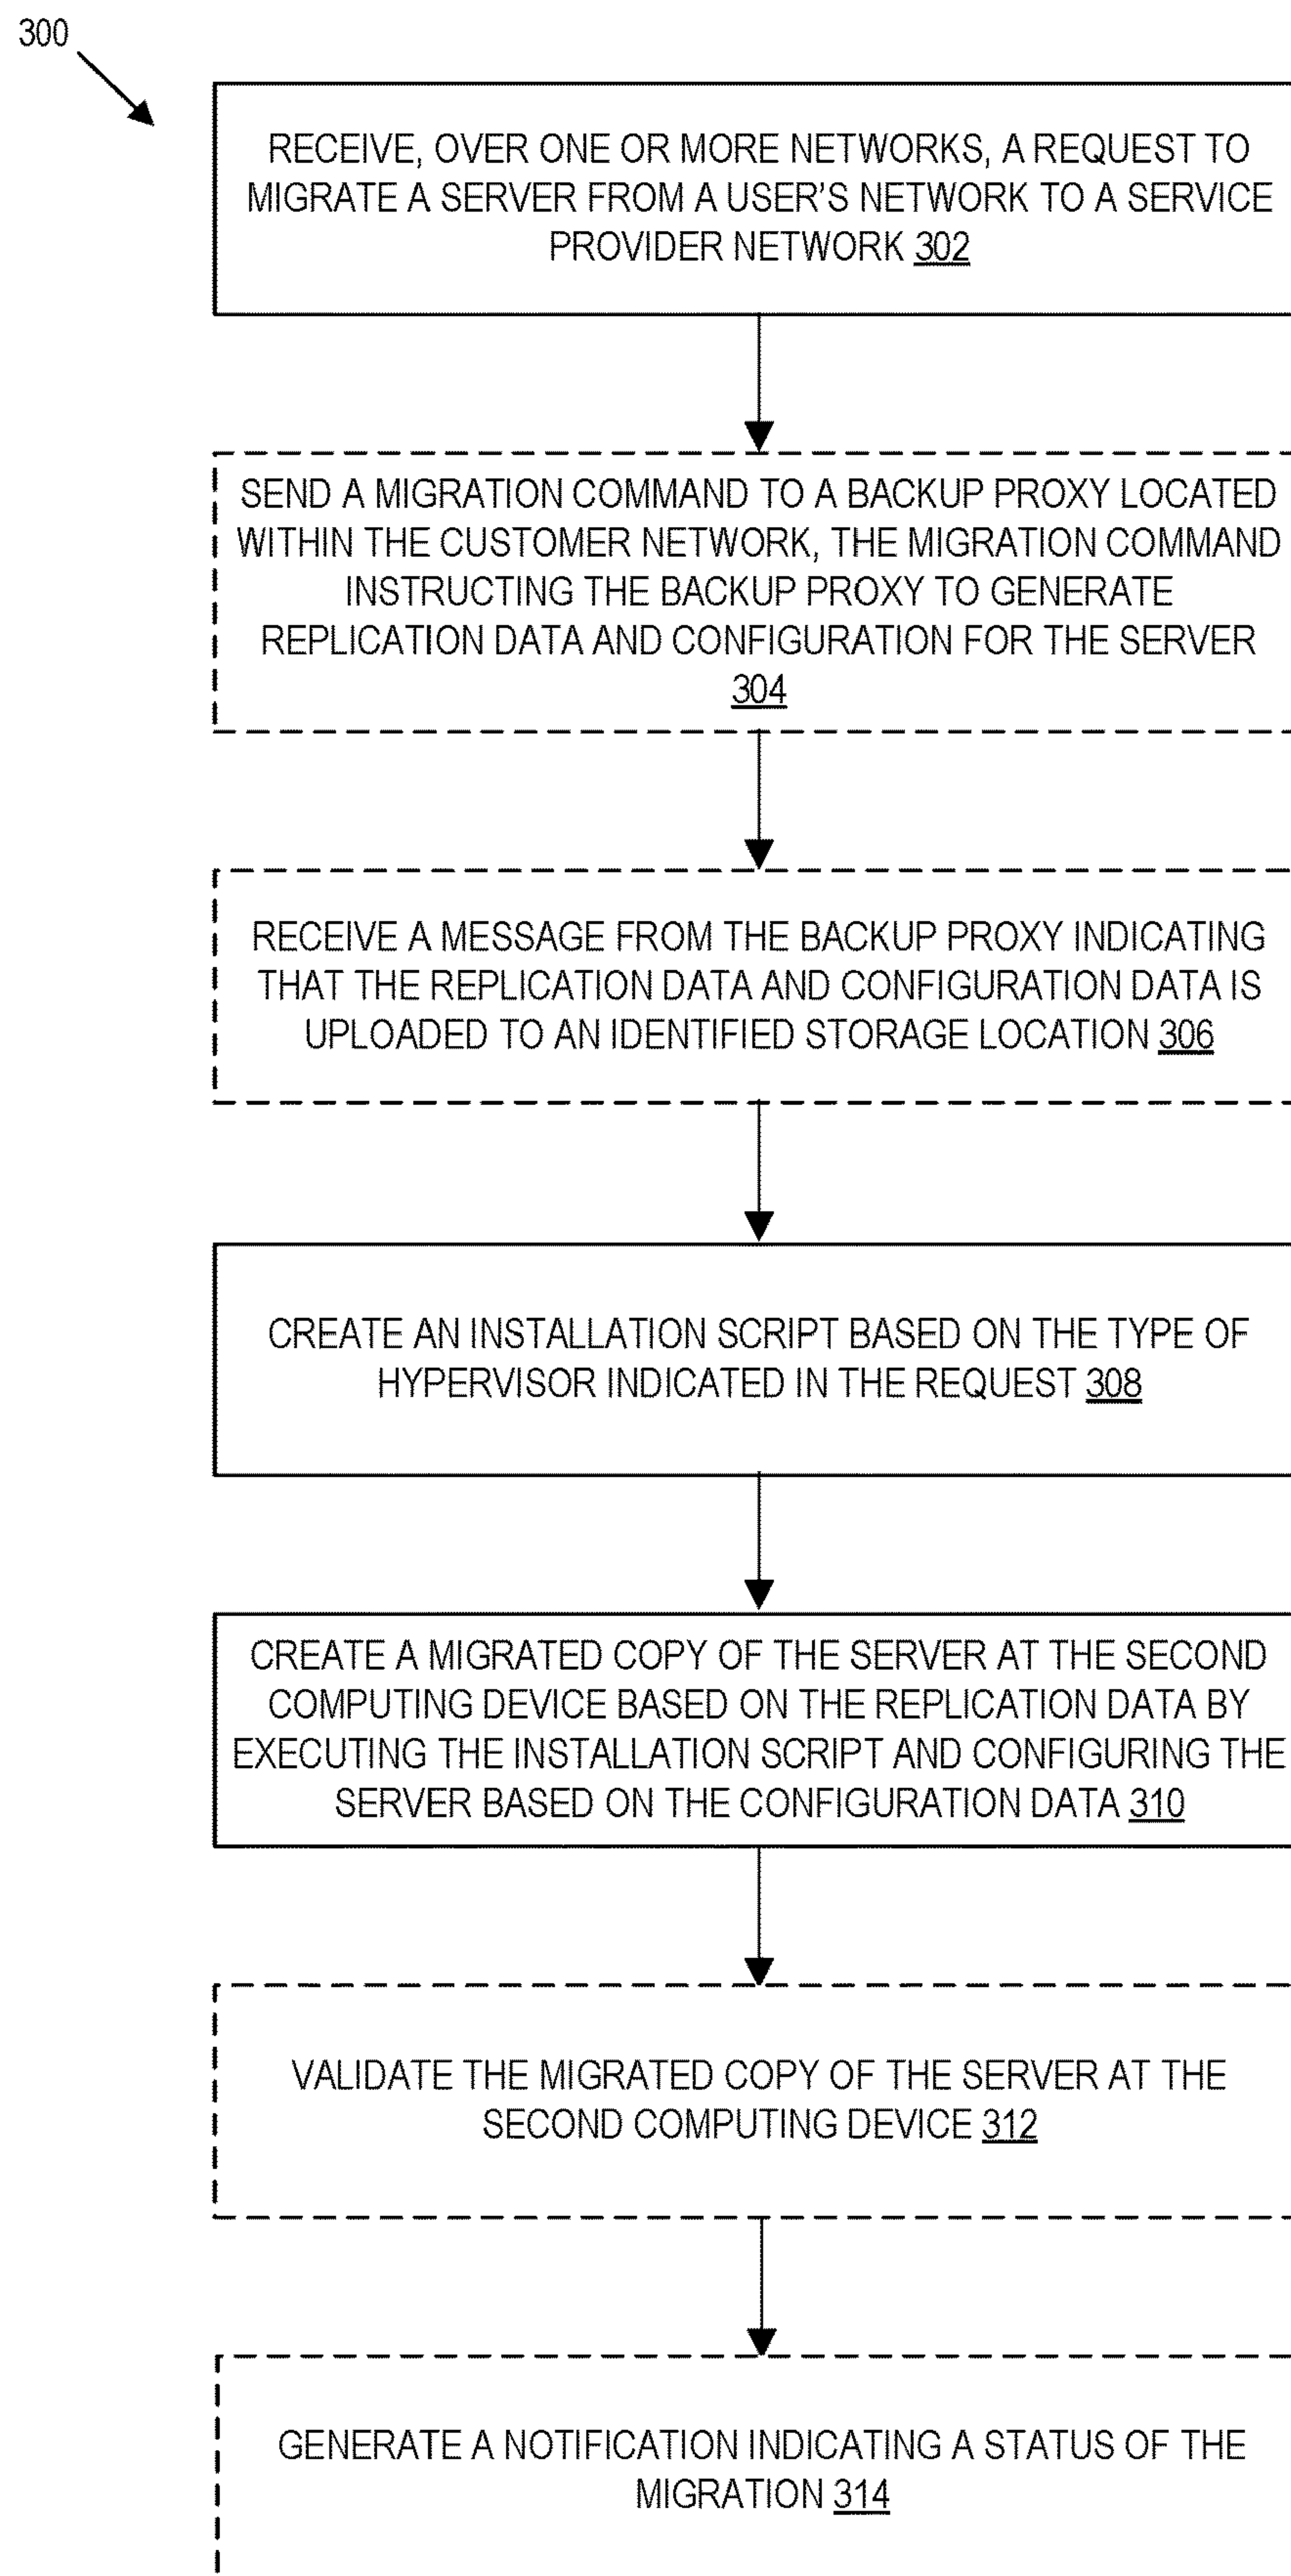 300
RECEIVE, OVER ONE OR MORE NETWORKS, A REQUEST TO
MIGRATE A SERVER FROM A USER'S NETWORK TO A SERVICE
PROVIDER NETWORK 302
SEND A MIGRATION COMMAND TO A BACKUP PROXY LOCATED
WITHIN THE CUSTOMER NETWORK, THE MIGRATION COMMAND
INSTRUCTING THE BACKUP PROXY TO GENERATE
REPLICATION DATA AND CONFIGURATION FOR THE SERVER
304
RECEIVE A MESSAGE FROM THE BACKUP PROXY INDICATING
THAT THE REPLICATION DATA AND CONFIGURATION DATA IS
UPLOADED TO AN IDENTIFIED STORAGE LOCATION 306
CREATE AN INSTALLATION SCRIPT BASED ON THE TYPE OF
HYPERVISOR INDICATED IN THE REQUEST 308
CREATE A MIGRATED COPY OF THE SERVER AT THE SECOND
COMPUTING DEVICE BASED ON THE REPLICATION DATA BY
EXECUTING THE INSTALLATION SCRIPT AND CONFIGURING THE
SERVER BASED ON THE CONFIGURATION DATA 310
VALIDATE THE MIGRATED COPY OF THE SERVER AT THE
SECOND COMPUTING DEVICE 312
GENERATE A NOTIFICATION INDICATING A STATUS OF THE
MIGRATION 314